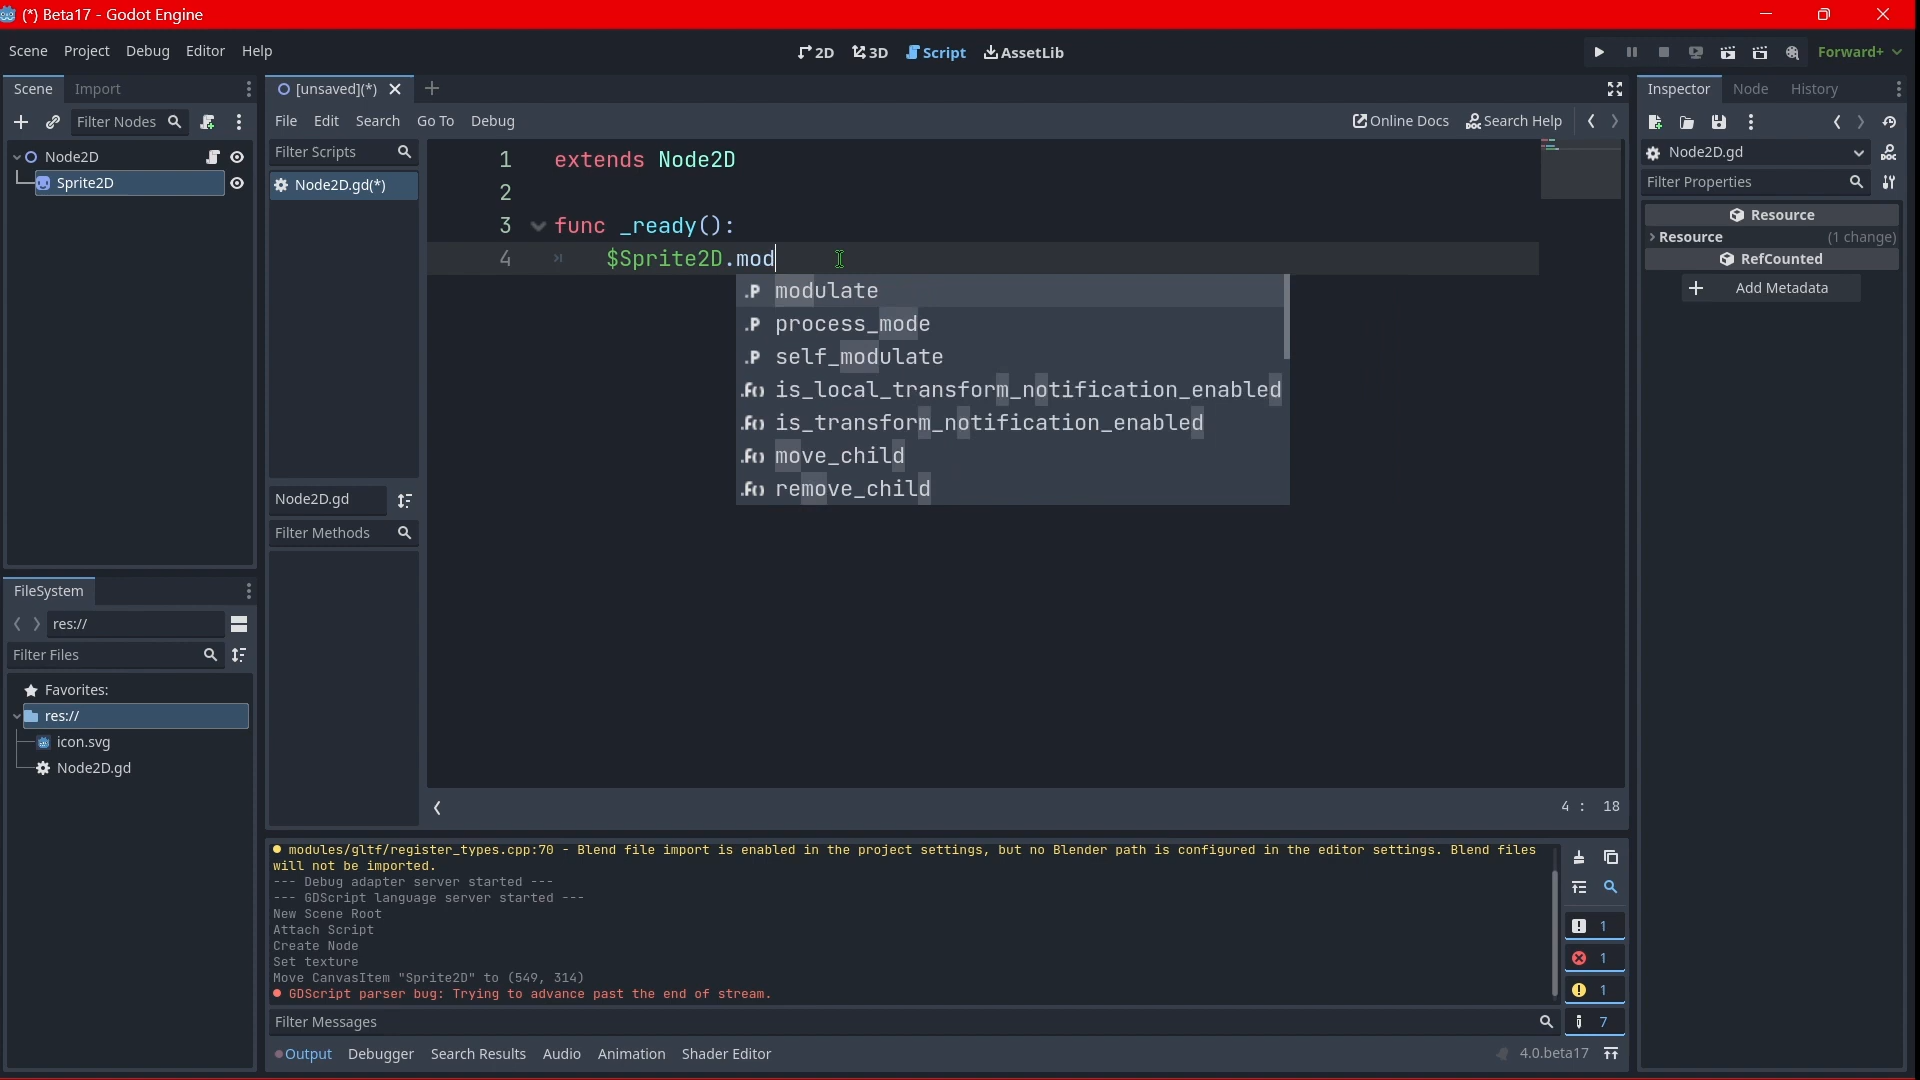 (*) Beta17 - Godot Engine
Scene Project Debug Editor Help
2D 3D Script AssetLib
Forward+
Scene Import
Filter Nodes
Node2D
Sprite2D
FileSystem
res://
Filter Files
Favorites:
res://
icon.svg
Node2D.gd
[unsaved](*)
File Edit Search Go To Debug
Online Docs Search Help
Filter Scripts
Node2D.gd(*)
Node2D.gd
Filter Methods
1 extends Node2D
2
3 func _ready():
4 $Sprite2D.mod
.P modulate
.P process_mode
.P self_modulate
.F() is_local_transform_notification_enabled
.F() is_transform_notification_enabled
.F() move_child
.F() remove_child
4 : 18
modules/gltf/register_types.cpp:70 - Blend file import is enabled in the project settings, but no Blender path is configured in the editor settings. Blend files
will not be imported.
--- Debug adapter server started ---
--- GDScript language server started ---
New Scene Root
Attach Script
Create Node
Set texture
Move CanvasItem "Sprite2D" to (549, 314)
GDScript parser bug: Trying to advance past the end of stream.
1
1
1
7
Filter Messages
Output Debugger Search Results Audio Animation Shader Editor
4.0.beta17
Inspector Node History
Node2D.gd
Filter Properties
Resource
Resource (1 change)
RefCounted
Add Metadata